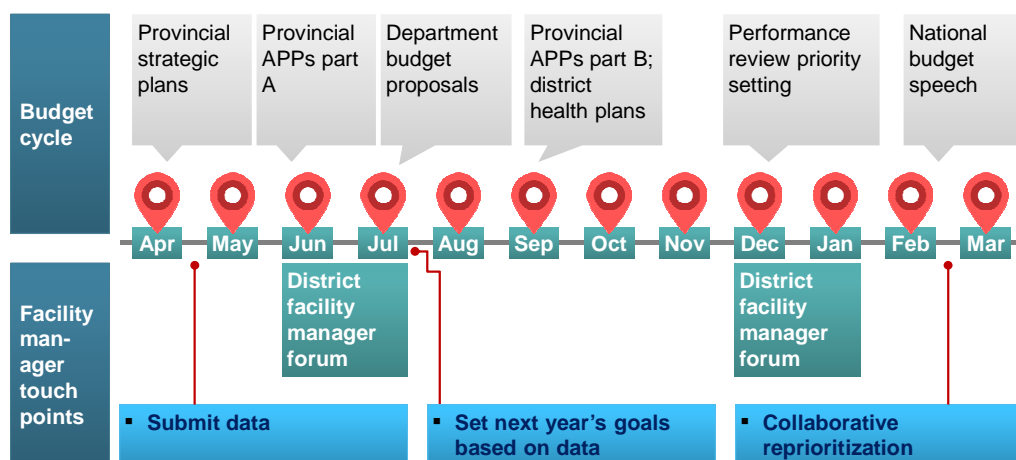 Budget
cycle
Provincial
strategic
plans
Provincial
APPs part
A
Department
budget
proposals
Provincial
APPs part B;
district
health plans
Performance
review priority
setting
National
budget
speech
Apr May Jun Jul Aug Sep Oct Nov Dec Jan Feb Mar
Facility
man-
ager
touch
points
District
facility
manager
forum
District
facility
manager
forum
▪ Submit data
▪ Set next year’s goals
based on data
▪ Collaborative
reprioritization